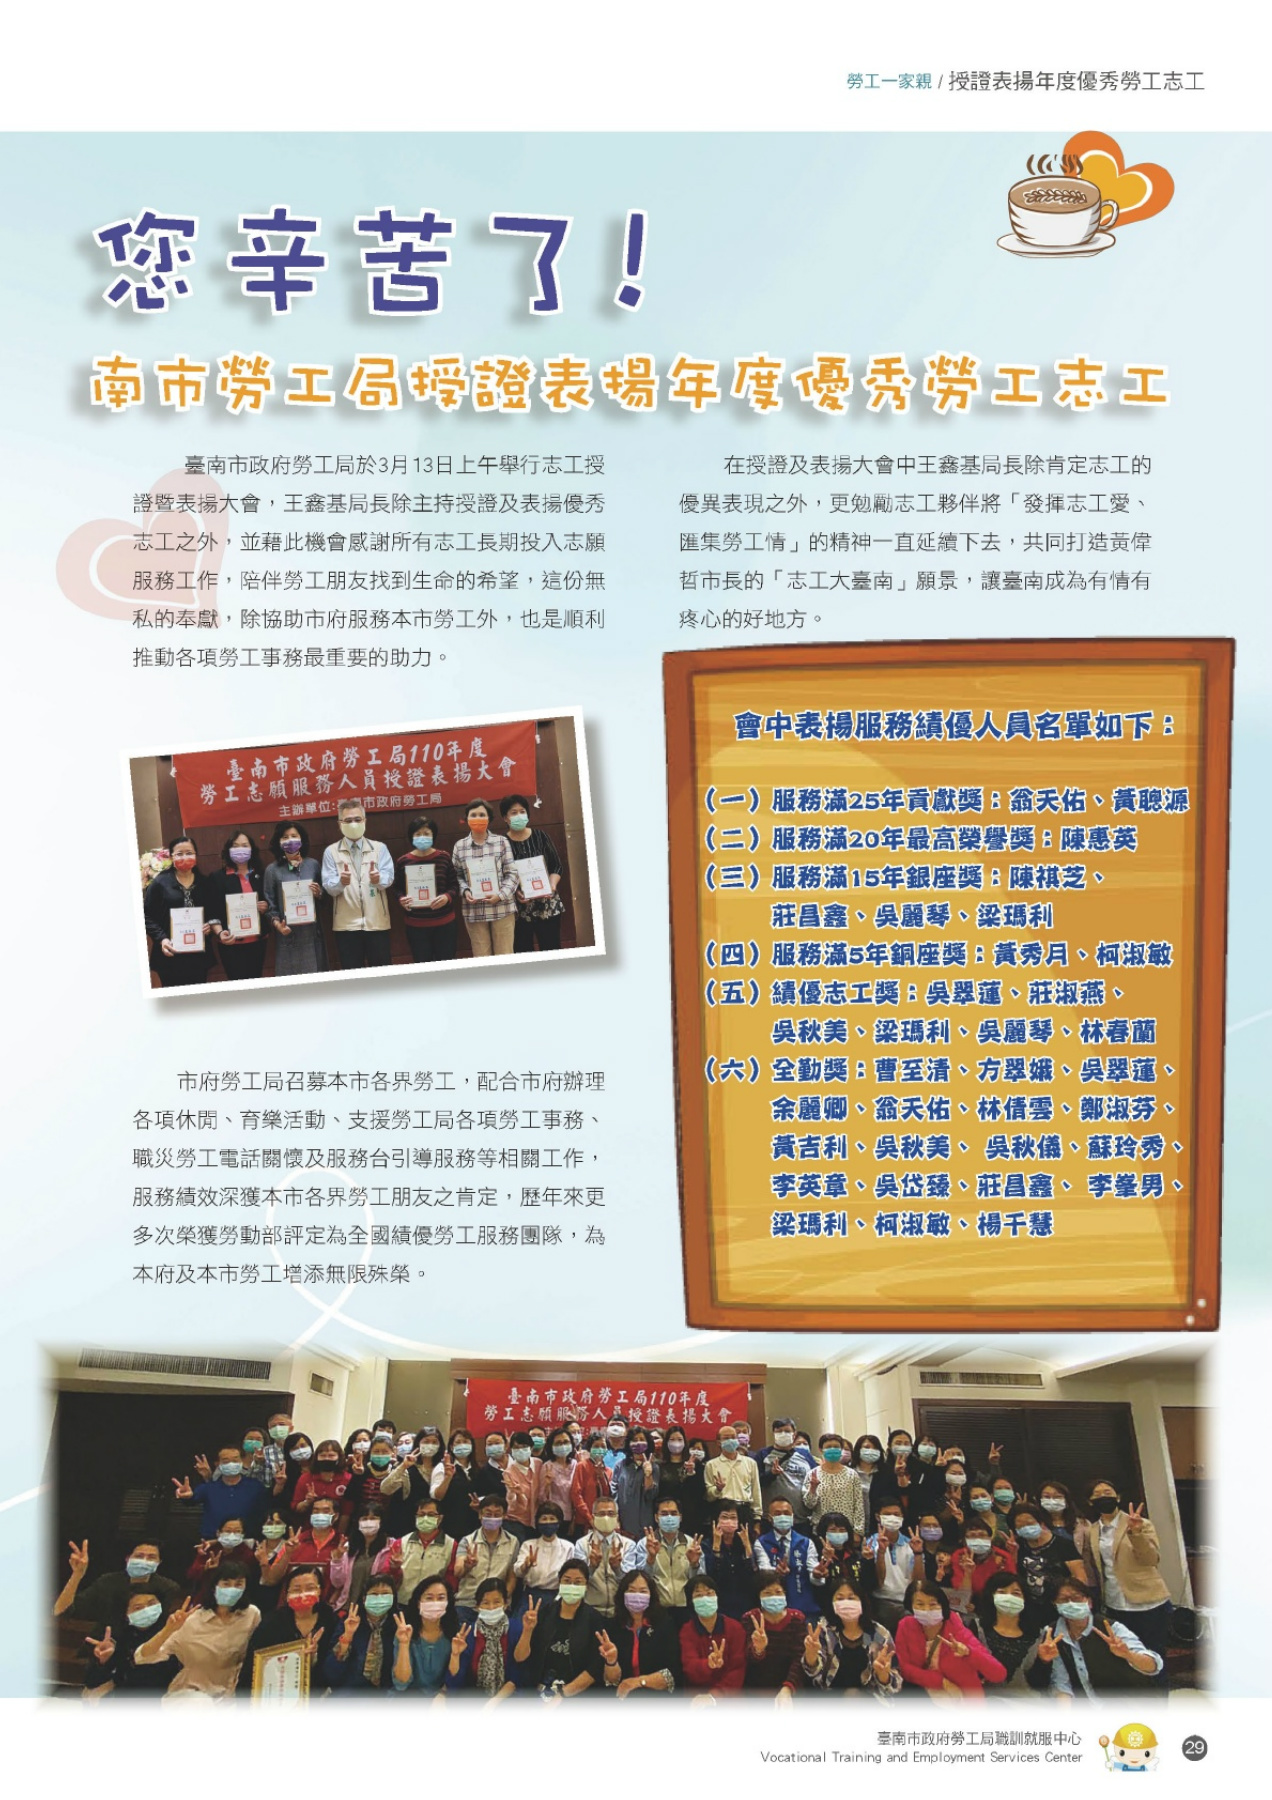 勞工一家親 / 授證表揚年度優秀勞工志工
您辛苦了!
南市勞工局授證表揚年度優秀勞工志工
臺南市政府勞工局於3月13日上午舉行志工授
證暨表揚大會，王鑫基局長除主持授證及表揚優秀
志工之外，並藉此機會感謝所有志工長期投入志願
服務工作，陪伴勞工朋友找到生命的希望，這份無
私的奉獻，除協助市府服務本市勞工外，也是順利
推動各項勞工事務最重要的助力。
臺南市政府勞工局110年度
勞工志願服務人員授證表揚大會
主辦單位:臺南市政府勞工局
市府勞工局召募本市各界勞工，配合市府辦理
各項休閒、育樂活動、支援勞工局各項勞工事務、
職災勞工電話關懷及服務台引導服務等相關工作，
服務績效深獲本市各界勞工朋友之肯定，歷年來更
多次榮獲勞動部評定為全國績優勞工服務團隊，為
本府及本市勞工增添無限殊榮。
在授證及表揚大會中王鑫基局長除肯定志工的
優異表現之外，更勉勵志工夥伴將「發揮志工愛、
匯集勞工情」的精神一直延續下去，共同打造黃偉
哲市長的「志工大臺南」願景，讓臺南成為有情有
疼心的好地方。
會中表揚服務績優人員名單如下：
（一）服務滿25年貢獻獎：翁天佑、黃聰源
（二）服務滿20年最高榮譽獎：陳惠英
（三）服務滿15年銀座獎：陳祺芝、
莊昌鑫、吳麗琴、梁瑪利
（四）服務滿5年銅座獎：黃秀月、柯淑敏
（五）績優志工獎：吳翠蓮、莊淑燕、
吳秋美、梁瑪利、吳麗琴、林春蘭
（六）全勤獎：曹至清、方翠娥、吳翠蓮、
余麗卿、翁天佑、林倩雲、鄭淑芬、
黃吉利、吳秋美、 吳秋儀、蘇玲秀、
李英章、吳岱臻、莊昌鑫、 李峯男、
梁瑪利、柯淑敏、楊千慧
臺南市政府勞工局110年度
勞工志願服務人員授證表揚大會
臺南市政府勞工局職訓就服中心
Vocational Training and Employment Services Center
29